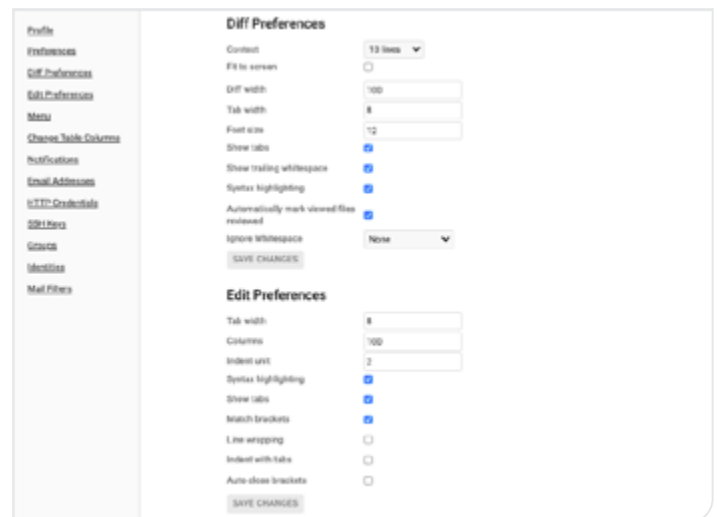 Profile
Preferences
Diff Preferences
Edit Preferences
Menu
Change Table Columns
Notifications
Email Addresses
HTTP Credentials
SSH Keys
Groups
Identities
Mail Filters
Diff Preferences
Context 10 lines
Fit to screen
Diff width 100
Tab width 8
Font size 12
Show tabs
Show trailing whitespace
Syntax highlighting
Automatically mark viewed files
reviewed
Ignore Whitespace None
SAVE CHANGES
Edit Preferences
Tab width 8
Columns 100
Indent unit 2
Syntax highlighting
Show tabs
Match brackets
Line wrapping
Indent with tabs
Auto close brackets
SAVE CHANGES